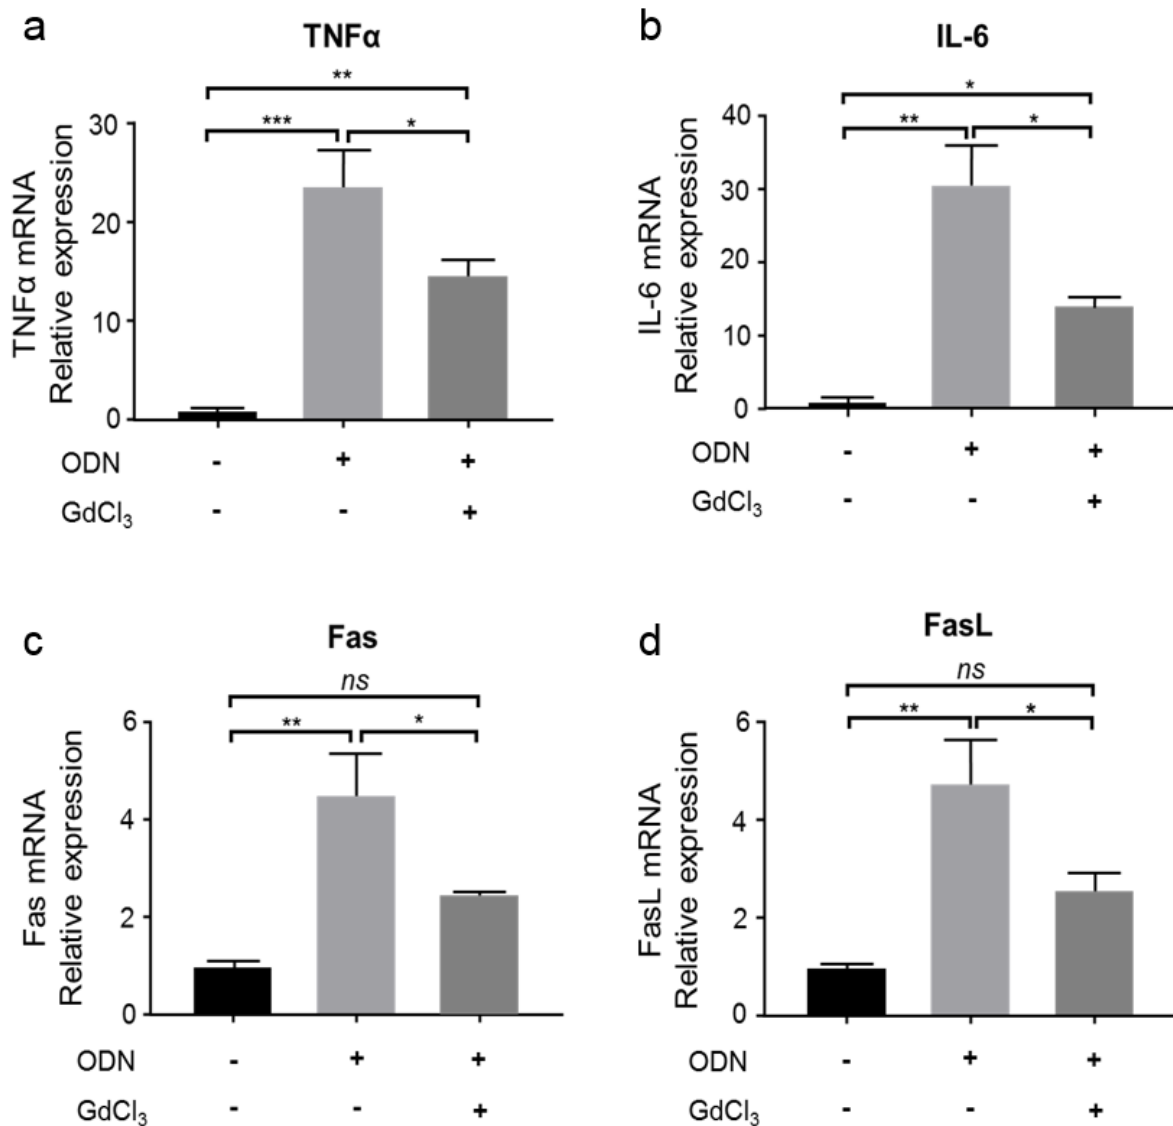 a
TNFα
**
*** *
TNFα mRNA
Relative expression
30
20
10
0
ODN - + +
GdCl₃ - - +
b
IL-6
*
** *
IL-6 mRNA
Relative expression
40
30
20
10
0
ODN - + +
GdCl₃ - - +
c
Fas
ns
** *
Fas mRNA
Relative expression
6
4
2
0
ODN - + +
GdCl₃ - - +
d
FasL
ns
** *
FasL mRNA
Relative expression
6
4
2
0
ODN - + +
GdCl₃ - - +